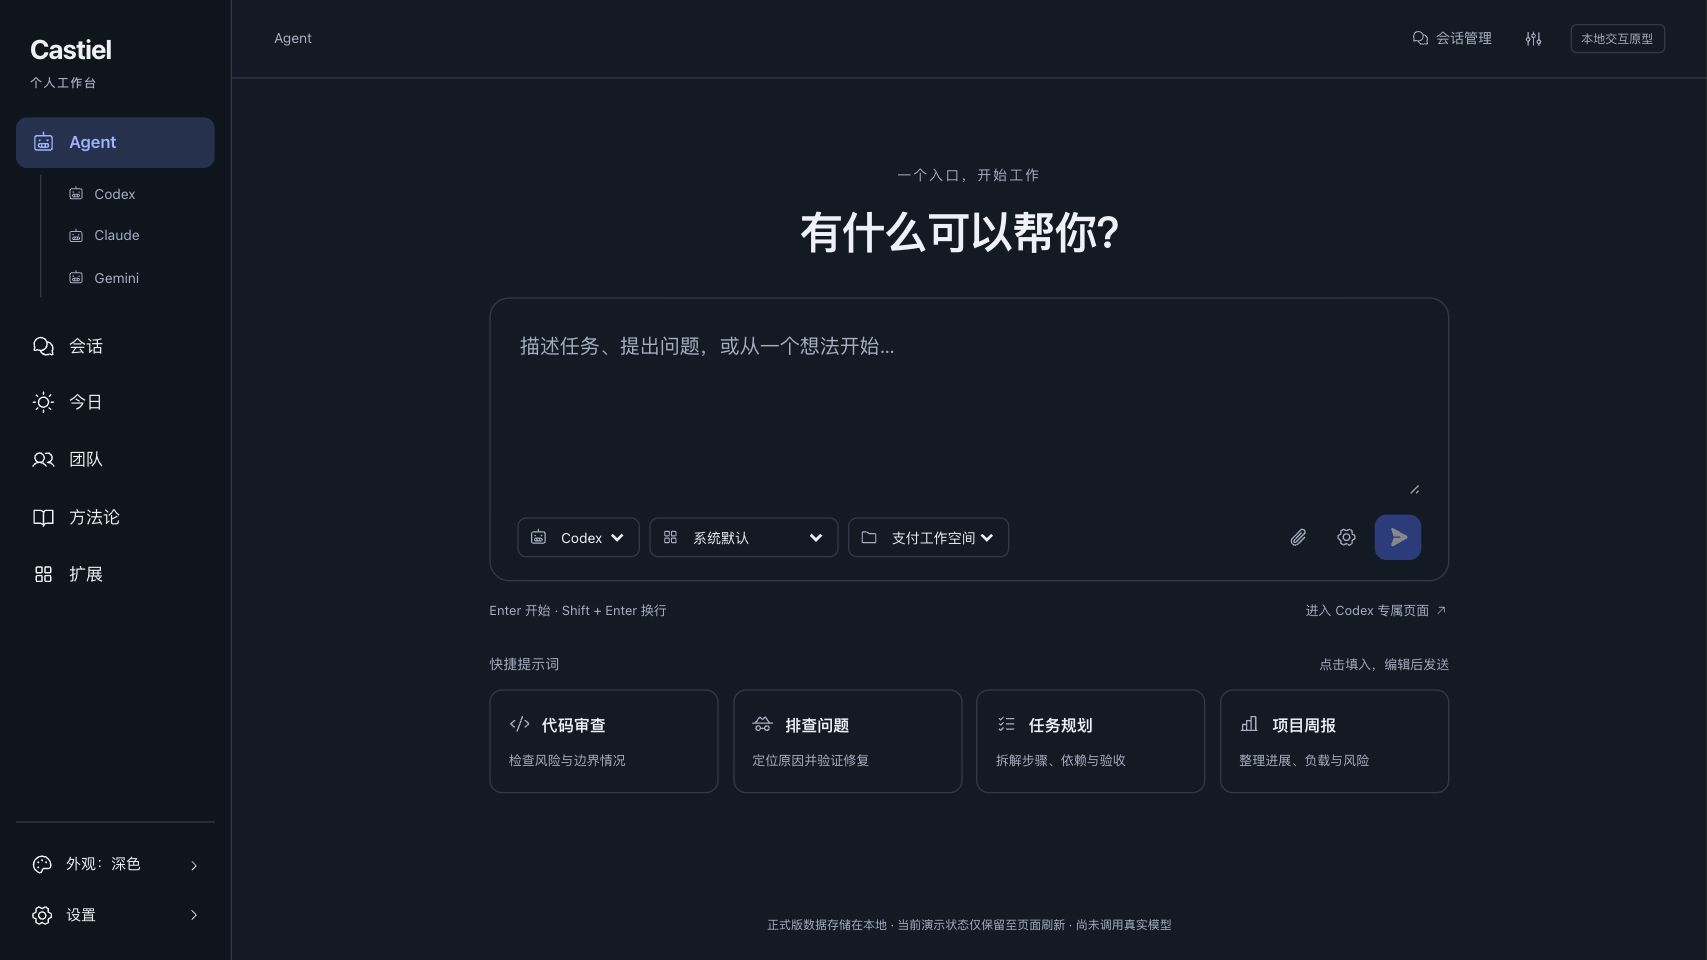 Castiel
个人工作台
Agent
Codex
Claude
Gemini
会话
今日
团队
方法论
扩展
外观：深色
设置
Agent
会话管理
本地交互原型
一个入口，开始工作
有什么可以帮你?
描述任务、提出问题，或从一个想法开始...
Codex
系统默认
支付工作空间
Enter 开始 · Shift + Enter 换行
进入 Codex 专属页面 ↗
快捷提示词
点击填入，编辑后发送
代码审查
检查风险与边界情况
排查问题
定位原因并验证修复
任务规划
拆解步骤、依赖与验收
项目周报
整理进展、负载与风险
正式版数据存储在本地 · 当前演示状态仅保留至页面刷新 · 尚未调用真实模型